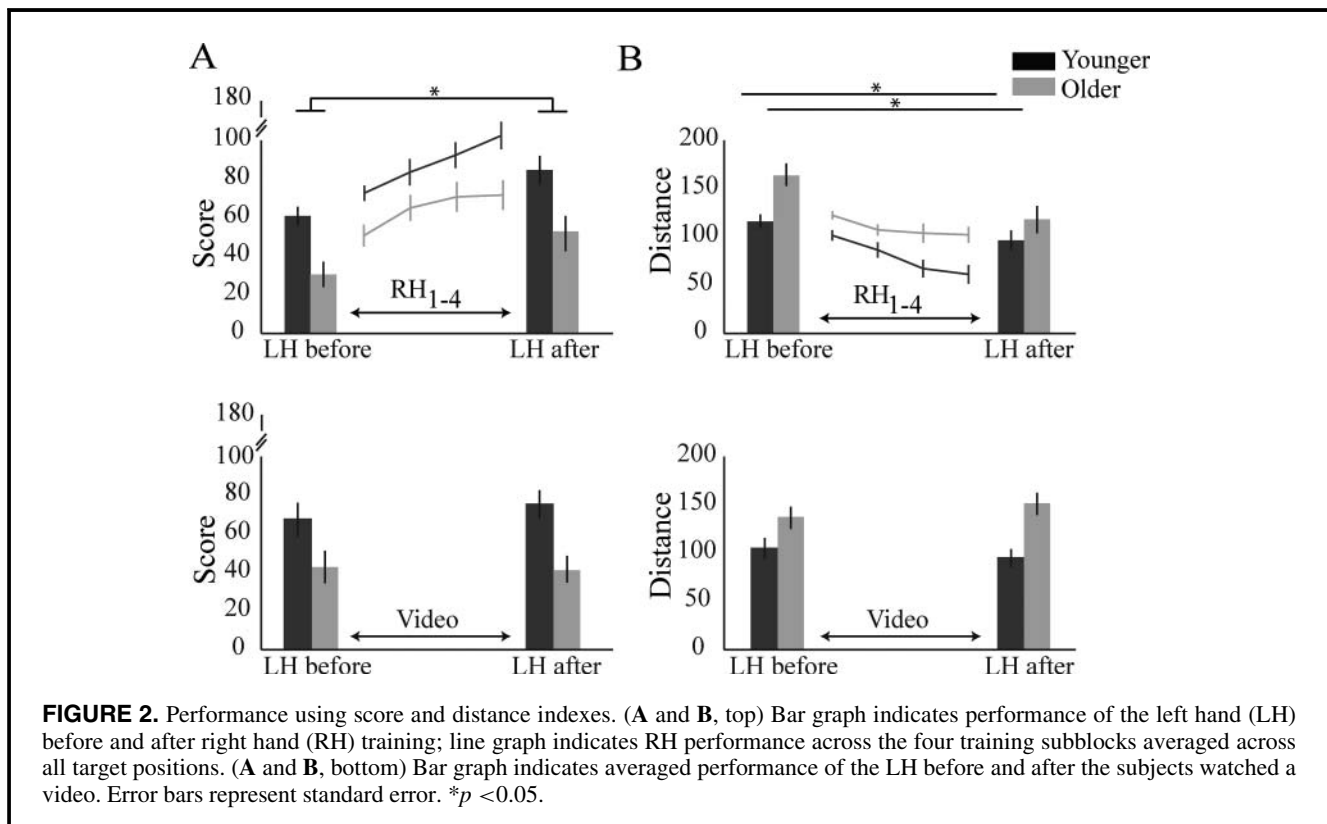 A
B
Younger
Older
*
*
*
180
100
80
60
40
20
0
Score
RH1-4
LH before
LH after
200
150
100
50
0
Distance
RH1-4
LH before
LH after
180
100
80
60
40
20
0
Score
Video
LH before
LH after
200
150
100
50
0
Distance
Video
LH before
LH after
FIGURE 2. Performance using score and distance indexes. (A and B, top) Bar graph indicates performance of the left hand (LH)
before and after right hand (RH) training; line graph indicates RH performance across the four training subblocks averaged across
all target positions. (A and B, bottom) Bar graph indicates averaged performance of the LH before and after the subjects watched a
video. Error bars represent standard error. *p <0.05.